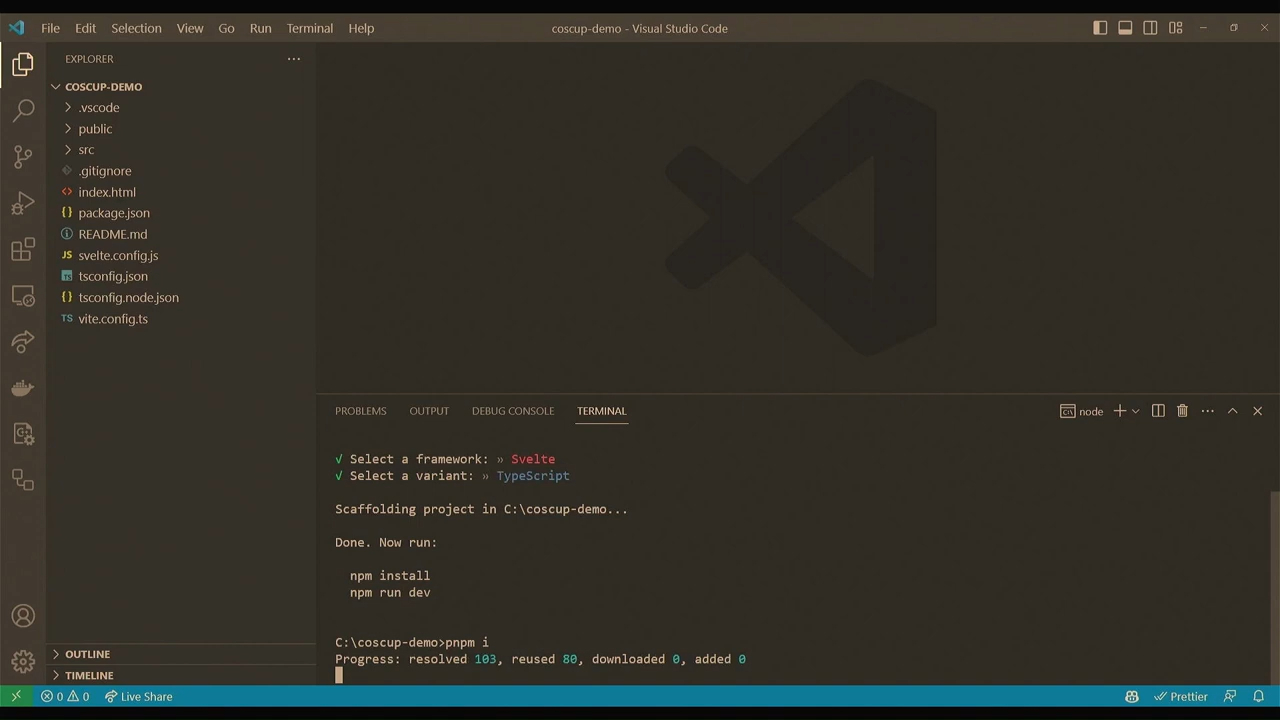 File Edit Selection View Go Run Terminal Help
coscup-demo - Visual Studio Code
EXPLORER
COSCUP-DEMO
.vscode
public
src
.gitignore
index.html
package.json
README.md
svelte.config.js
tsconfig.json
tsconfig.node.json
TS vite.config.ts
PROBLEMS OUTPUT DEBUG CONSOLE TERMINAL
node
√ Select a framework: » Svelte
√ Select a variant: » TypeScript
Scaffolding project in C:\coscup-demo...
Done. Now run:
npm install
npm run dev
C:\coscup-demo>pnpm i
Progress: resolved 103, reused 80, downloaded 0, added 0
OUTLINE
TIMELINE
0 0 Live Share
Prettier